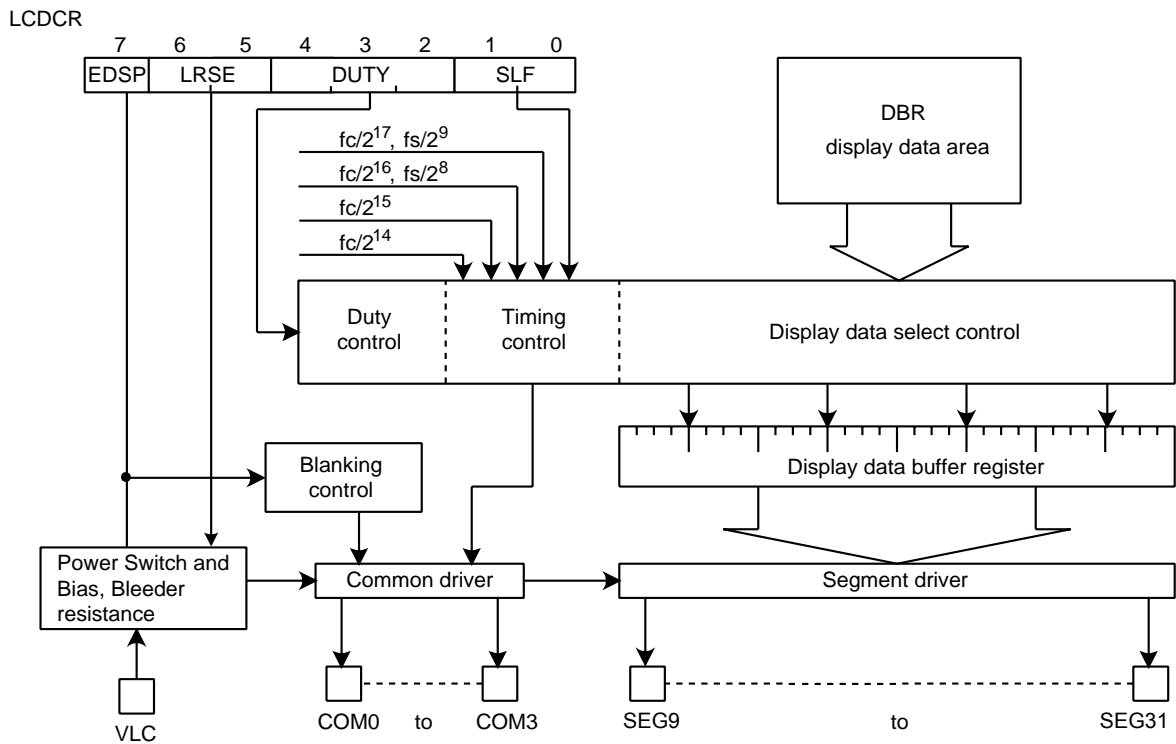 LCDCR
7 6 5 4 3 2 1 0
EDSP LRSE DUTY SLF
DBR
display data area
fc/2^17, fs/2^9
fc/2^16, fs/2^8
fc/2^15
fc/2^14
Duty
control
Timing
control
Display data select control
Blanking
control
Display data buffer register
Power Switch and
Bias, Bleeder
resistance
Common driver
Segment driver
VLC
COM0 to COM3
SEG9 to SEG31